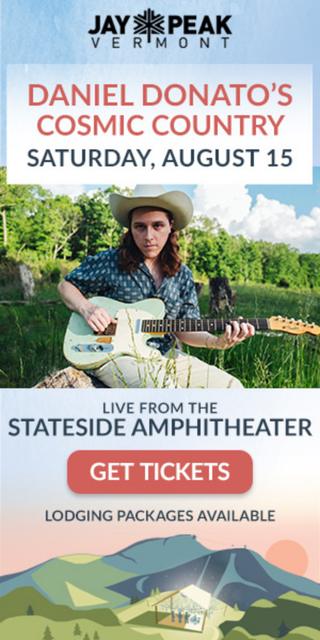 JAY PEAK
VERMONT
DANIEL DONATO'S
COSMIC COUNTRY
SATURDAY, AUGUST 15
LIVE FROM THE
STATESIDE AMPHITHEATER
GET TICKETS
LODGING PACKAGES AVAILABLE